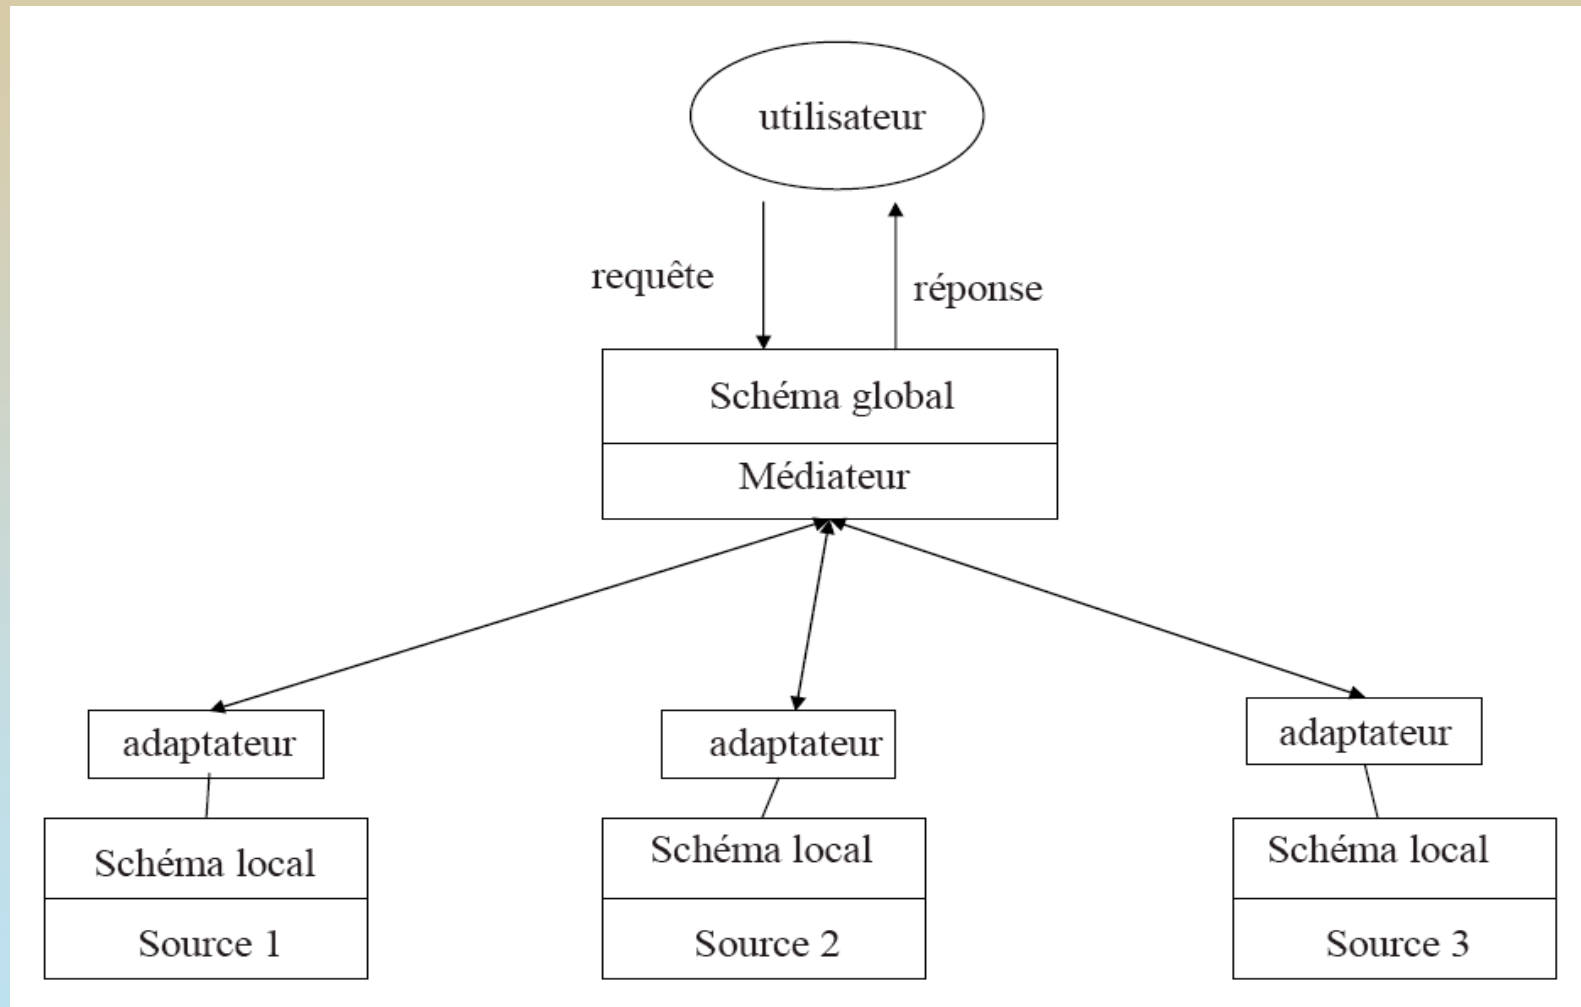 utilisateur
requête
réponse
Schéma global
Médiateur
adaptateur
adaptateur
adaptateur
Schéma local
Schéma local
Schéma local
Source 1
Source 2
Source 3